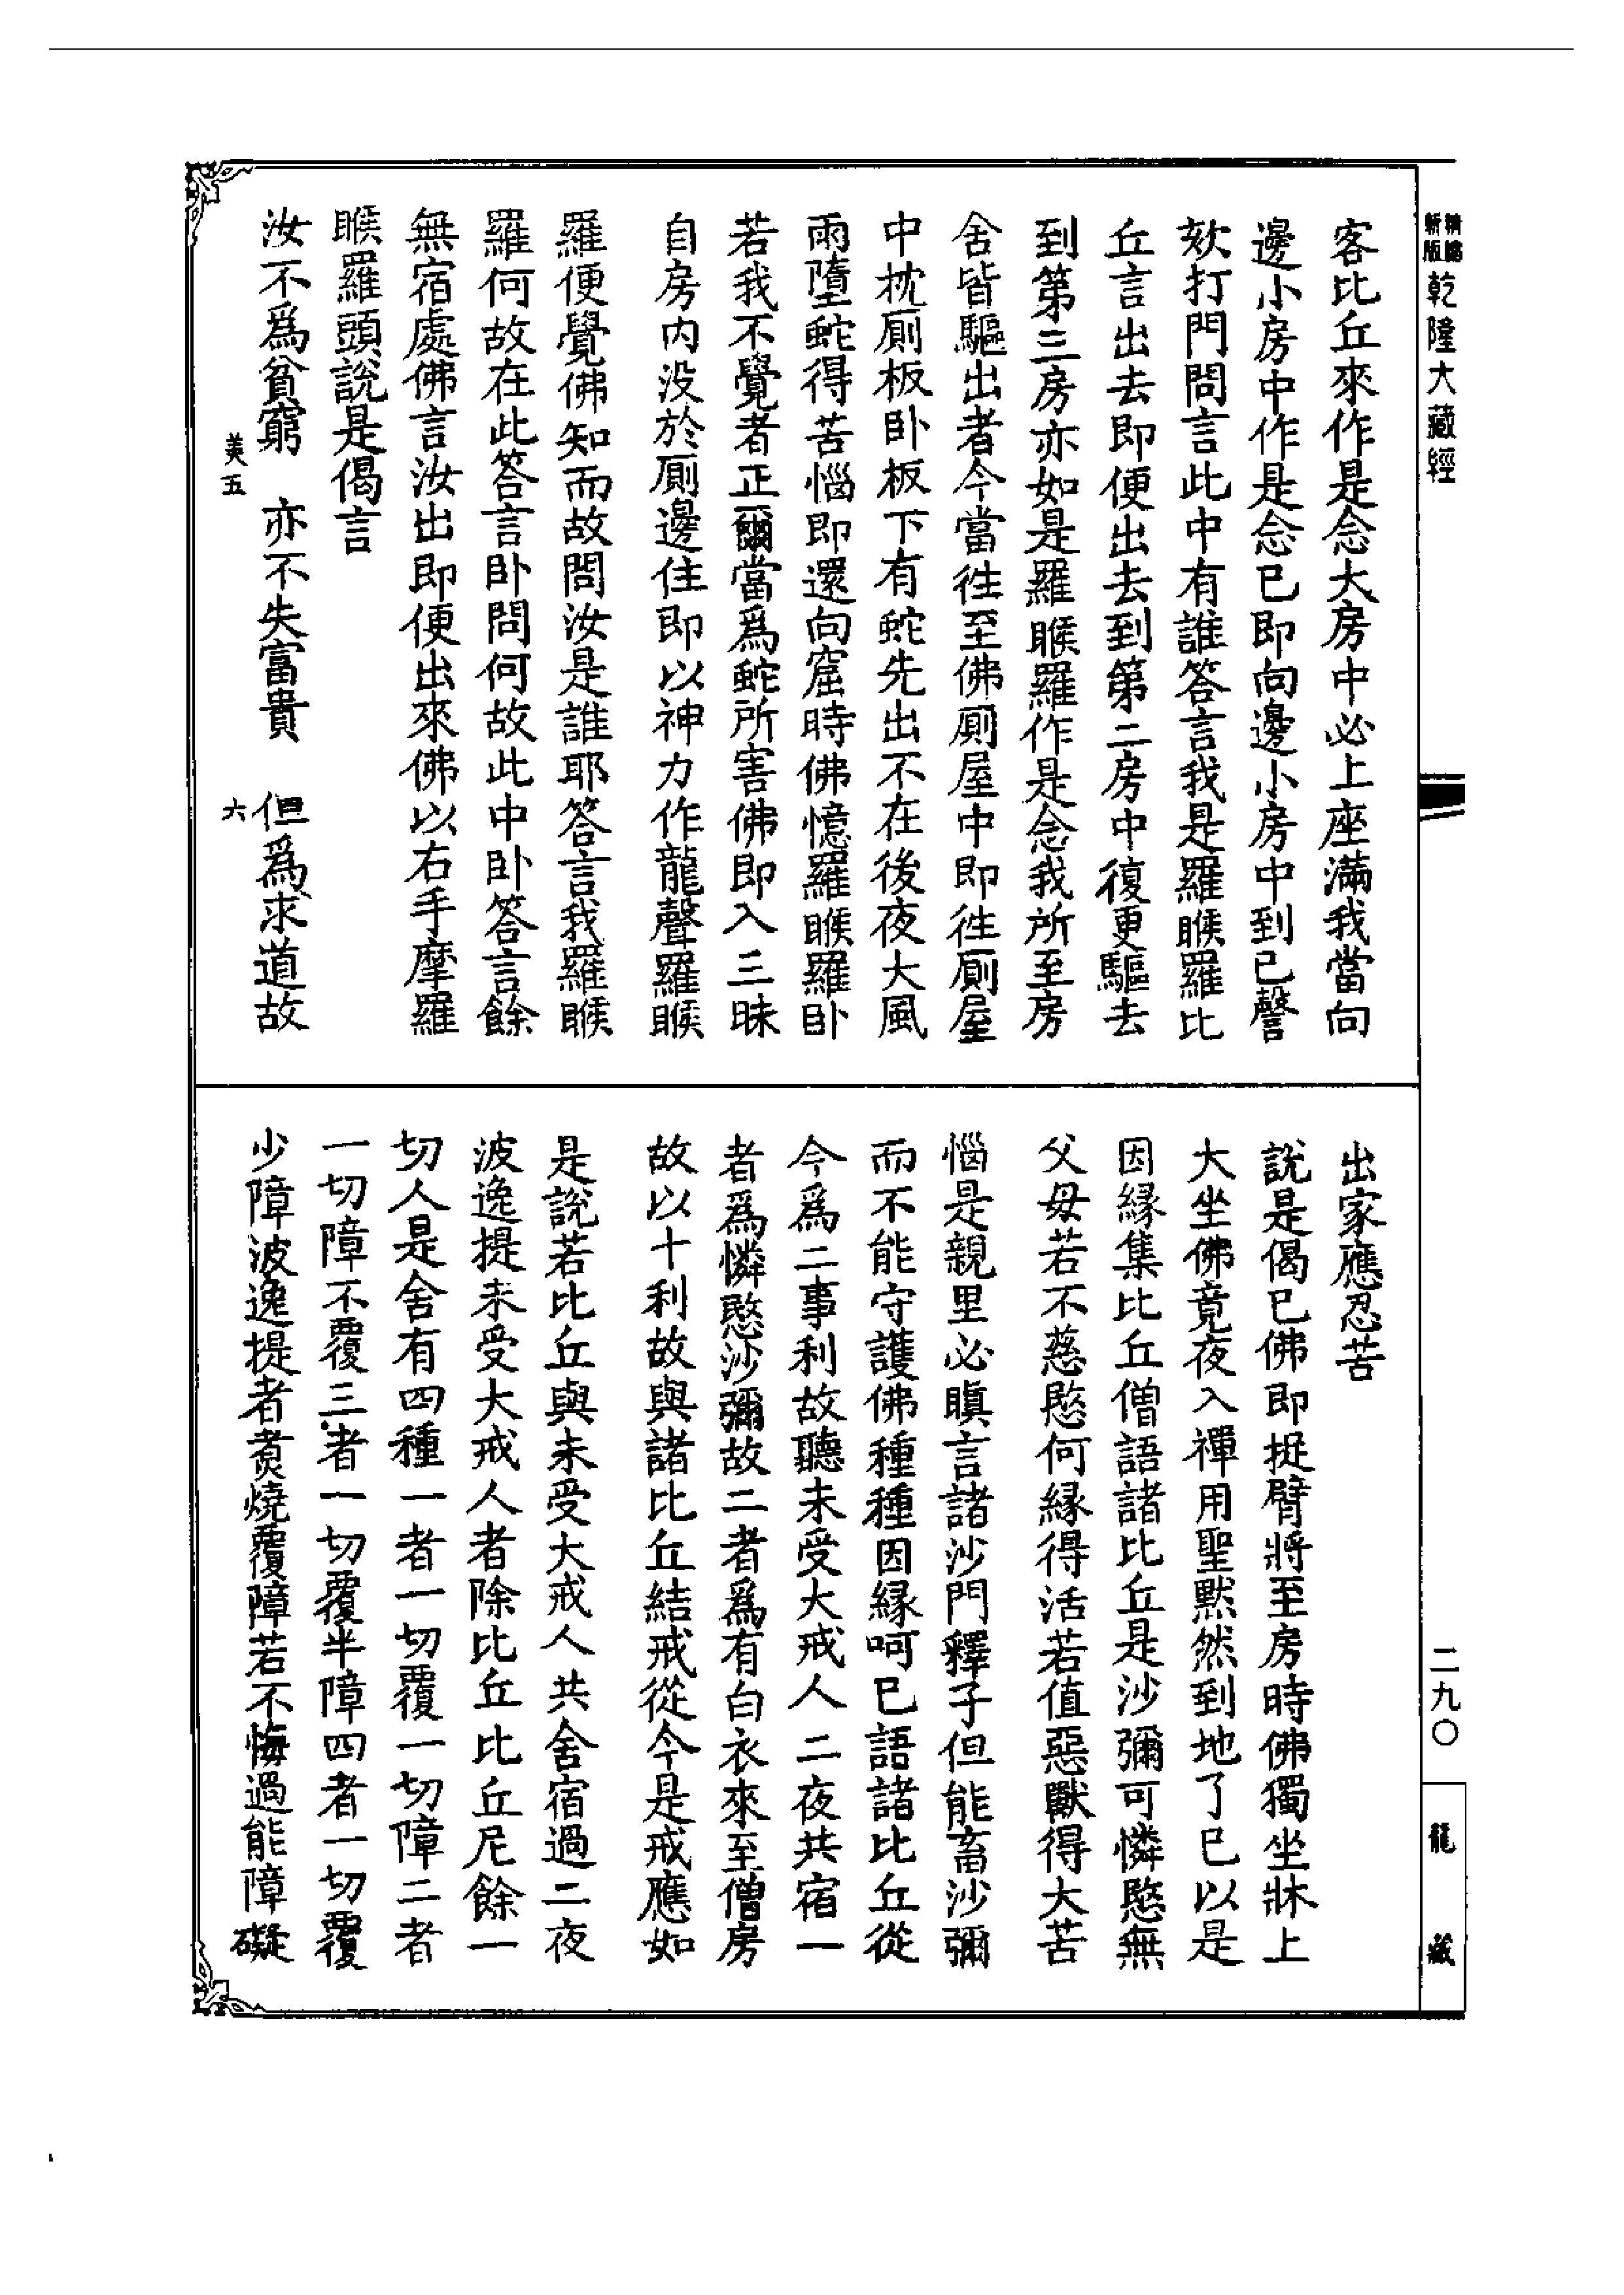 精編
新版
乾隆大藏經
客比丘來作是念大房中必上座滿我當向
邊小房中作是念已即向邊小房中到已謦
欬打門問言此中有誰答言我是羅睺羅比
丘言出去即便出去到第二房中復更驅去
到第三房亦如是羅睺羅作是念我所至房
舍皆驅出者今當往至佛厠屋中即往厠屋
中枕厠板卧板下有蛇先出不在後夜大風
雨墮蛇得苦惱即還向窟時佛憶羅睺羅卧
若我不覺者正爾當爲蛇所害佛即入三昧
自房内没於厠邊住即以神力作龍聲羅睺
羅便覺佛知而故問汝是誰耶答言我羅睺
羅何故在此答言卧問何故此中卧答言餘
無宿處佛言汝出即便出來佛以右手摩羅
睺羅頭說是偈言
汝不爲貧窮　亦不失富貴　但爲求道故
美五　六
出家應忍苦
說是偈已佛即捉臂將至房時佛獨坐牀上
大坐佛竟夜入禪用聖默然到地了已以是
因緣集比丘僧語諸比丘是沙彌可憐愍無
父母若不慈愍何緣得活若值惡獸得大苦
惱是親里必瞋言諸沙門釋子但能畜沙彌
而不能守護佛種種因緣呵已語諸比丘從
今爲二事利故聽未受大戒人二夜共宿一
者爲憐愍沙彌故二者爲有白衣來至僧房
故以十利故與諸比丘結戒從今是戒應如
是說若比丘與未受大戒人共舍宿過二夜
波逸提未受大戒人者除比丘比丘尼餘一
切人是舍有四種一者一切覆一切障二者
一切障不覆三者一切覆半障四者一切覆
少障波逸提者煑燒覆障若不悔過能障礙
二九〇
龍藏